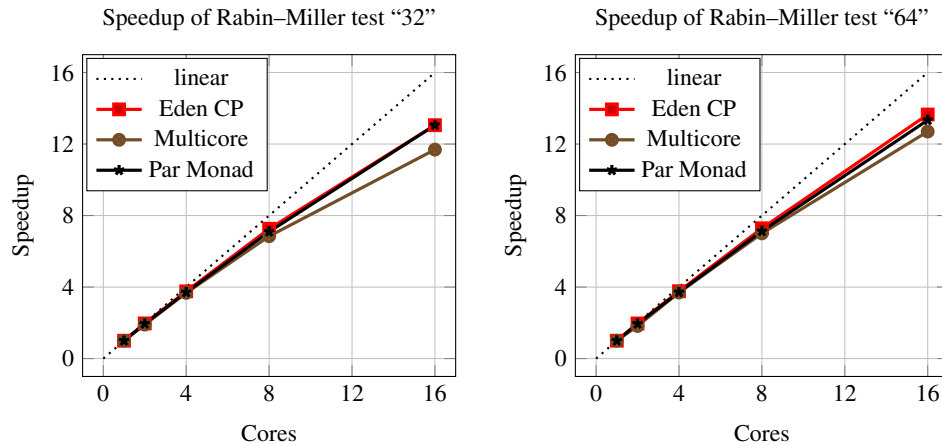 Speedup of Rabin–Miller test “32”
16
12
8
4
0
Speedup
linear
Eden CP
Multicore
Par Monad
0 4 8 12 16
Cores
Speedup of Rabin–Miller test “64”
16
12
8
4
0
Speedup
linear
Eden CP
Multicore
Par Monad
0 4 8 12 16
Cores